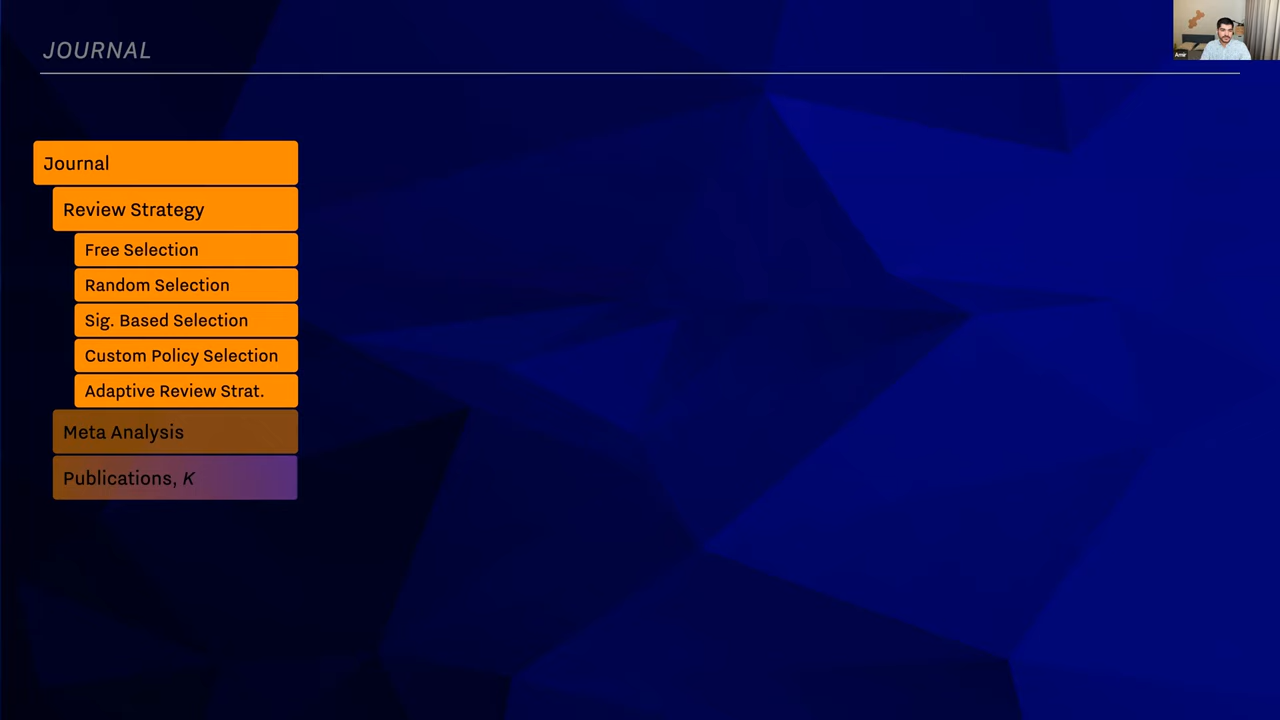 JOURNAL
Amir
Journal
Review Strategy
Free Selection
Random Selection
Sig. Based Selection
Custom Policy Selection
Adaptive Review Strat.
Meta Analysis
Publications, K